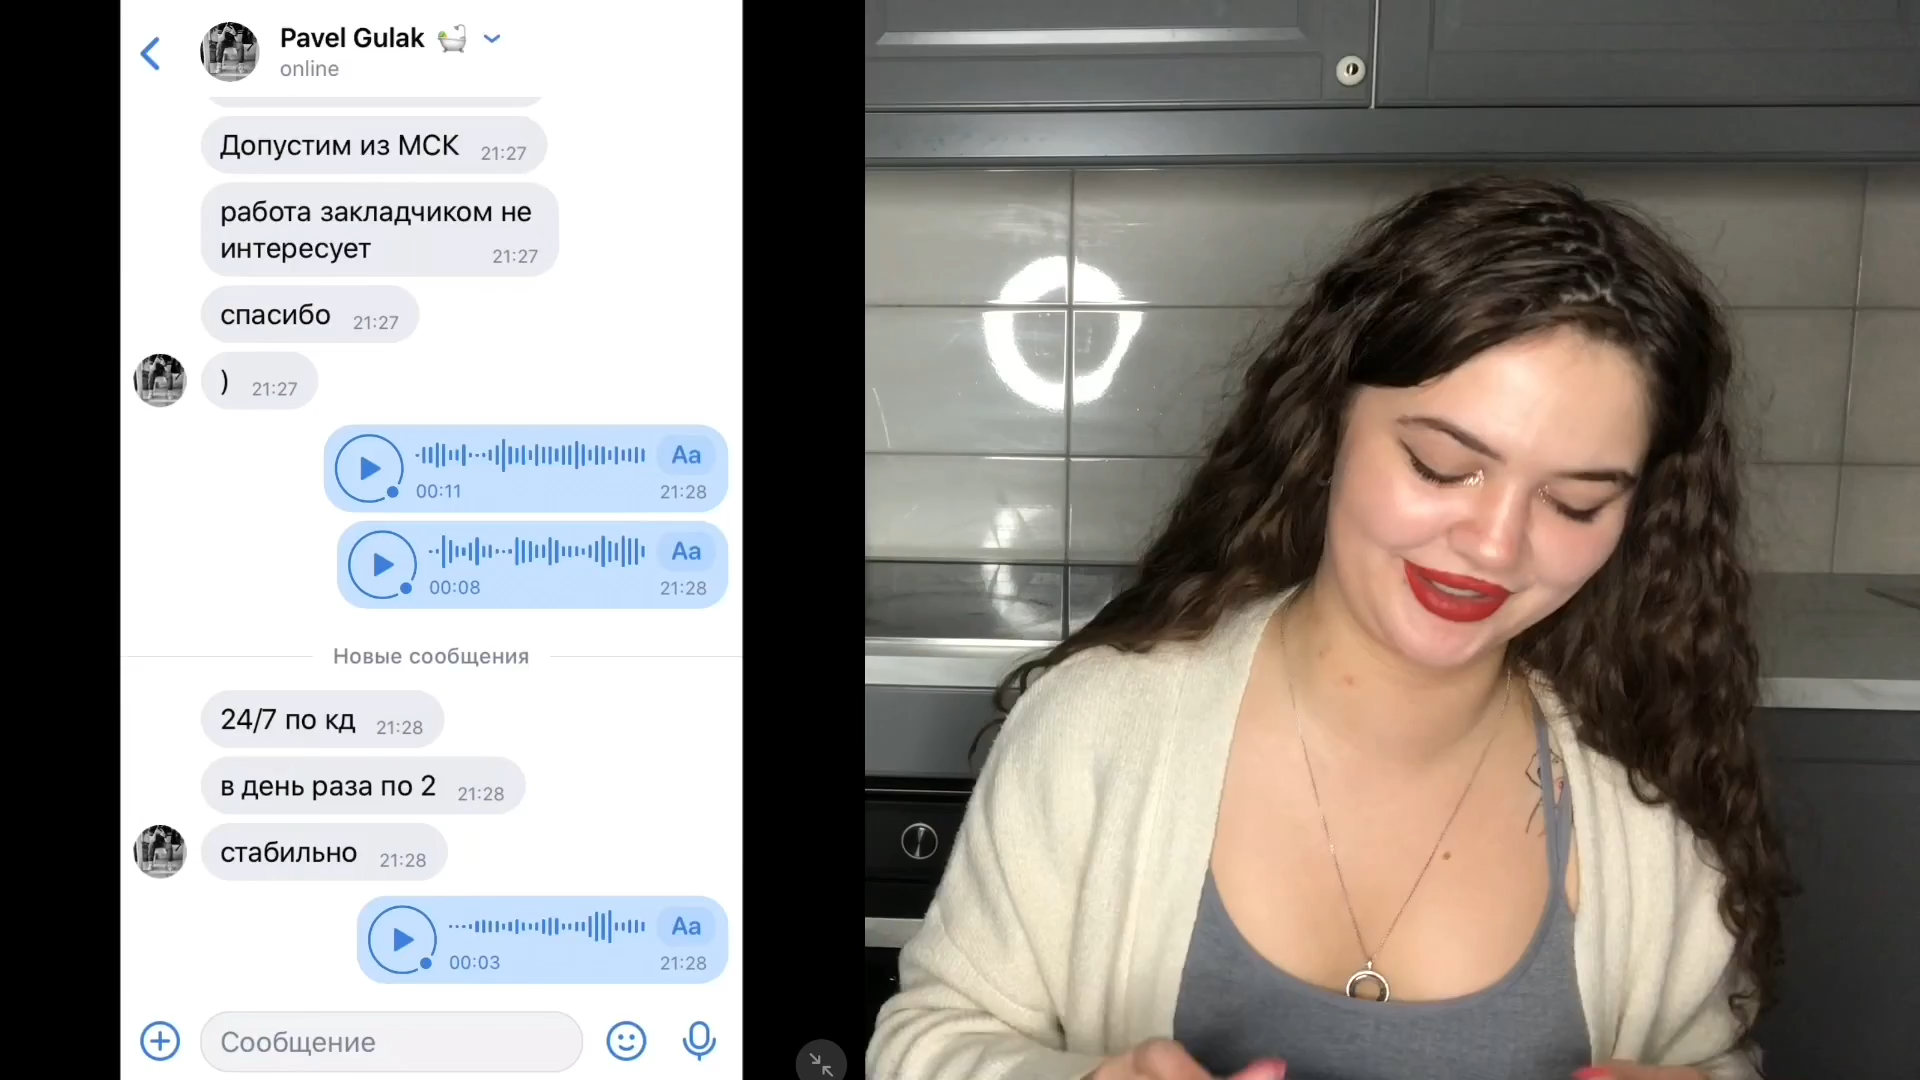 Pavel Gulak
online
Допустим из МСК 21:27
работа закладчиком не
интересует 21:27
спасибо 21:27
) 21:27
Aa
00:11 21:28
Aa
00:08 21:28
Новые сообщения
24/7 по кд 21:28
в день раза по 2 21:28
стабильно 21:28
Aa
00:03 21:28
Сообщение